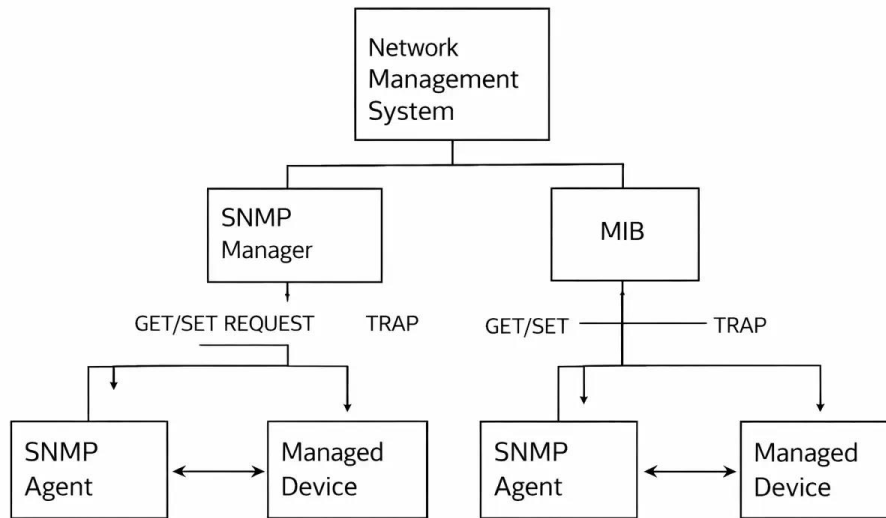 Network
Management
System
SNMP
Manager
MIB
GET/SET REQUEST
TRAP
GET/SET
TRAP
SNMP
Agent
Managed
Device
SNMP
Agent
Managed
Device